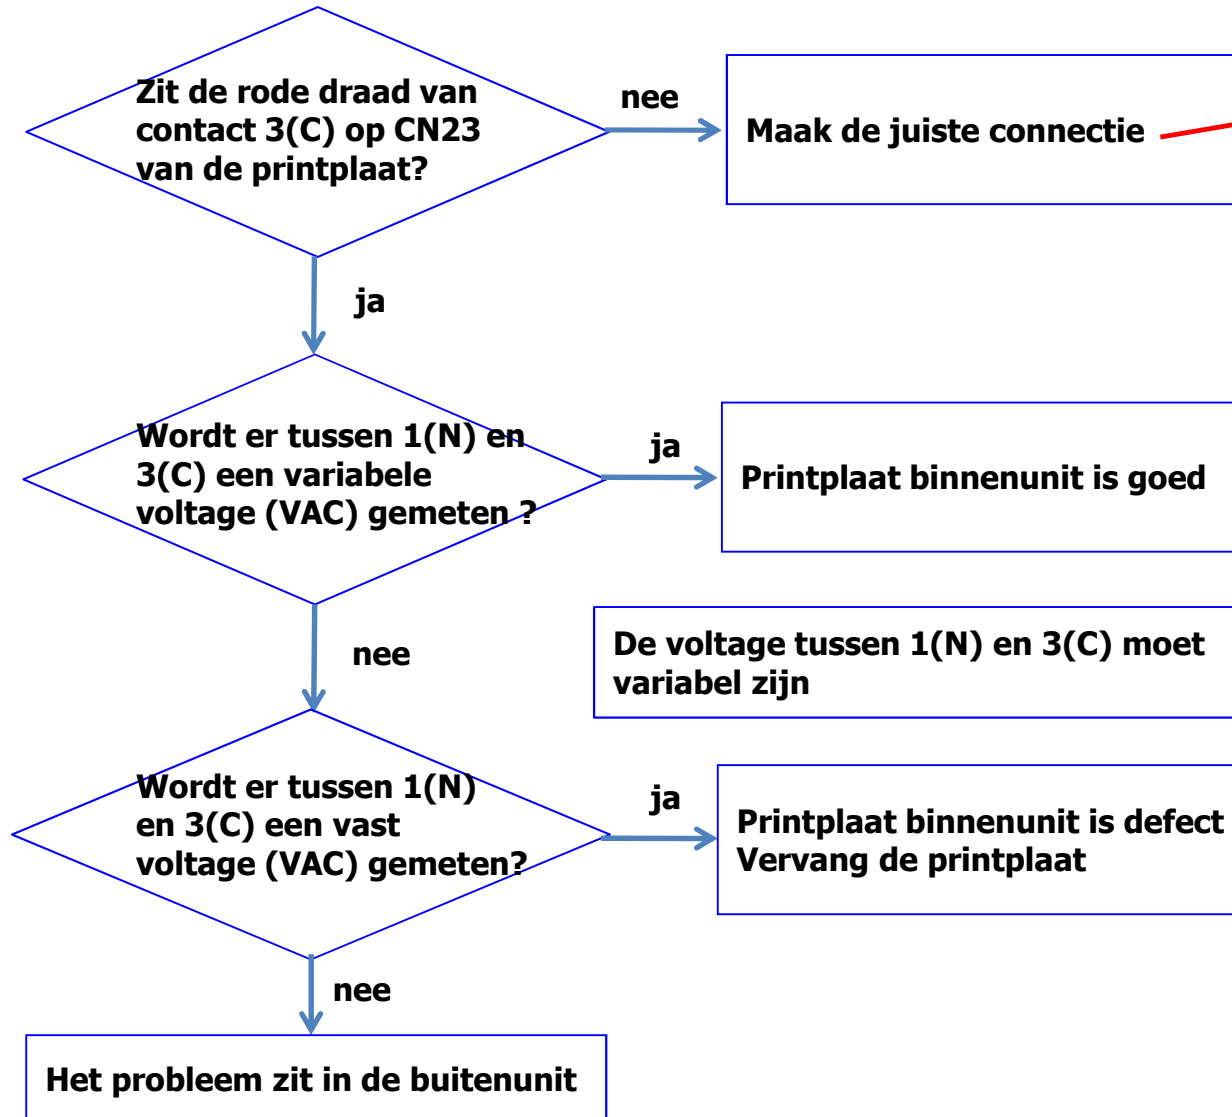 Zit de rode draad van
contact 3(C) op CN23
van de printplaat?
nee
Maak de juiste connectie
ja
Wordt er tussen 1(N) en
3(C) een variabele
voltage (VAC) gemeten ?
ja
Printplaat binnenunit is goed
nee
De voltage tussen 1(N) en 3(C) moet
variabel zijn
Wordt er tussen 1(N)
en 3(C) een vast
voltage (VAC) gemeten?
ja
Printplaat binnenunit is defect
Vervang de printplaat
nee
Het probleem zit in de buitenunit